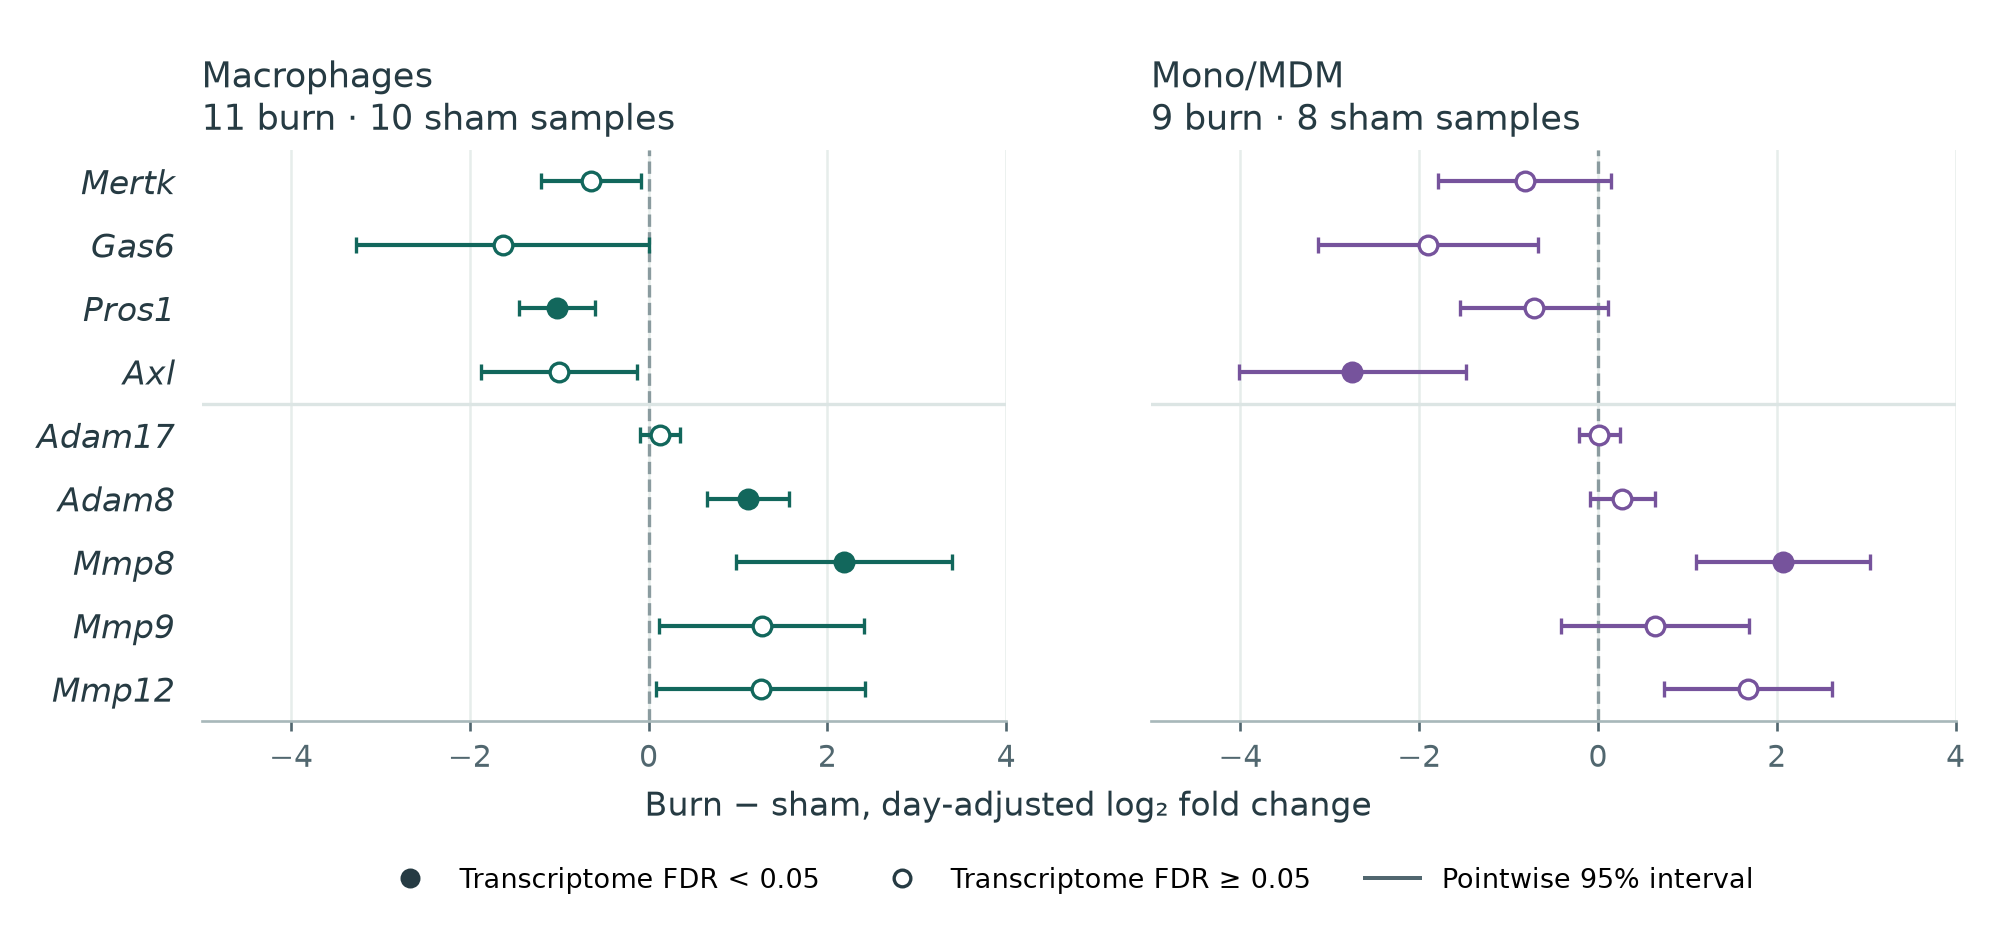 Macrophages
11 burn · 10 sham samples
Mono/MDM
9 burn · 8 sham samples
Mertk
Gas6
Pros1
Axl
Adam17
Adam8
Mmp8
Mmp9
Mmp12
−4 −2 0 2 4
−4 −2 0 2 4
Burn − sham, day-adjusted log₂ fold change
Transcriptome FDR < 0.05
Transcriptome FDR ≥ 0.05
Pointwise 95% interval